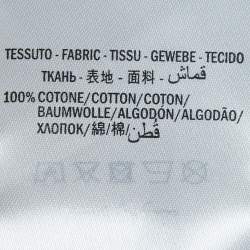 TESSUTO - FABRIC - TISSU - GEWEBE - TECIDO
ТКАНЬ - 表地 - 面料 - قماش
100% COTONE/COTTON/COTON/
BAUMWOLLE/ALGODÓN/ALGODÃO/
ХЛОПОК/綿/棉/قُطن